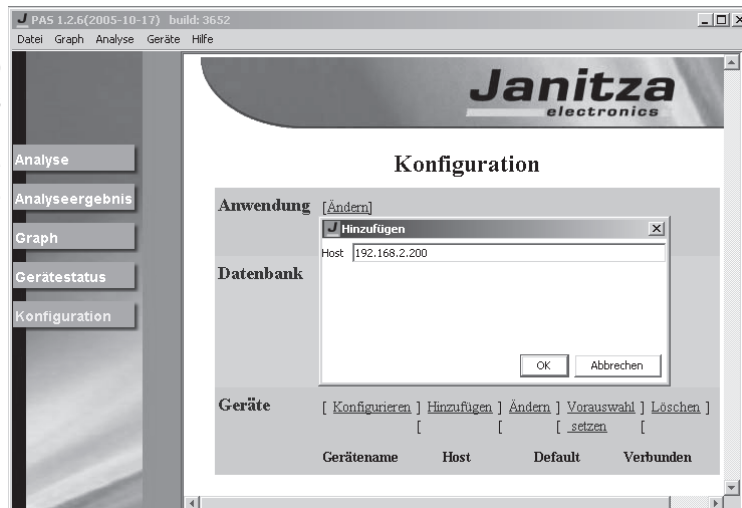 PAS 1.2.6(2005-10-17) build: 3652
Datei Graph Analyse Geräte Hilfe
Janitza
electronics
Analyse
Analyseergebnis
Graph
Gerätestatus
Konfiguration
Konfiguration
Anwendung [Ändern]
Hinzufügen
Host 192.168.2.200
OK Abbrechen
Datenbank
Geräte [ Konfigurieren ] Hinzufügen ] Ändern ] Vorauswahl ] Löschen ]
[ [ [ setzen [
Gerätename Host Default Verbunden